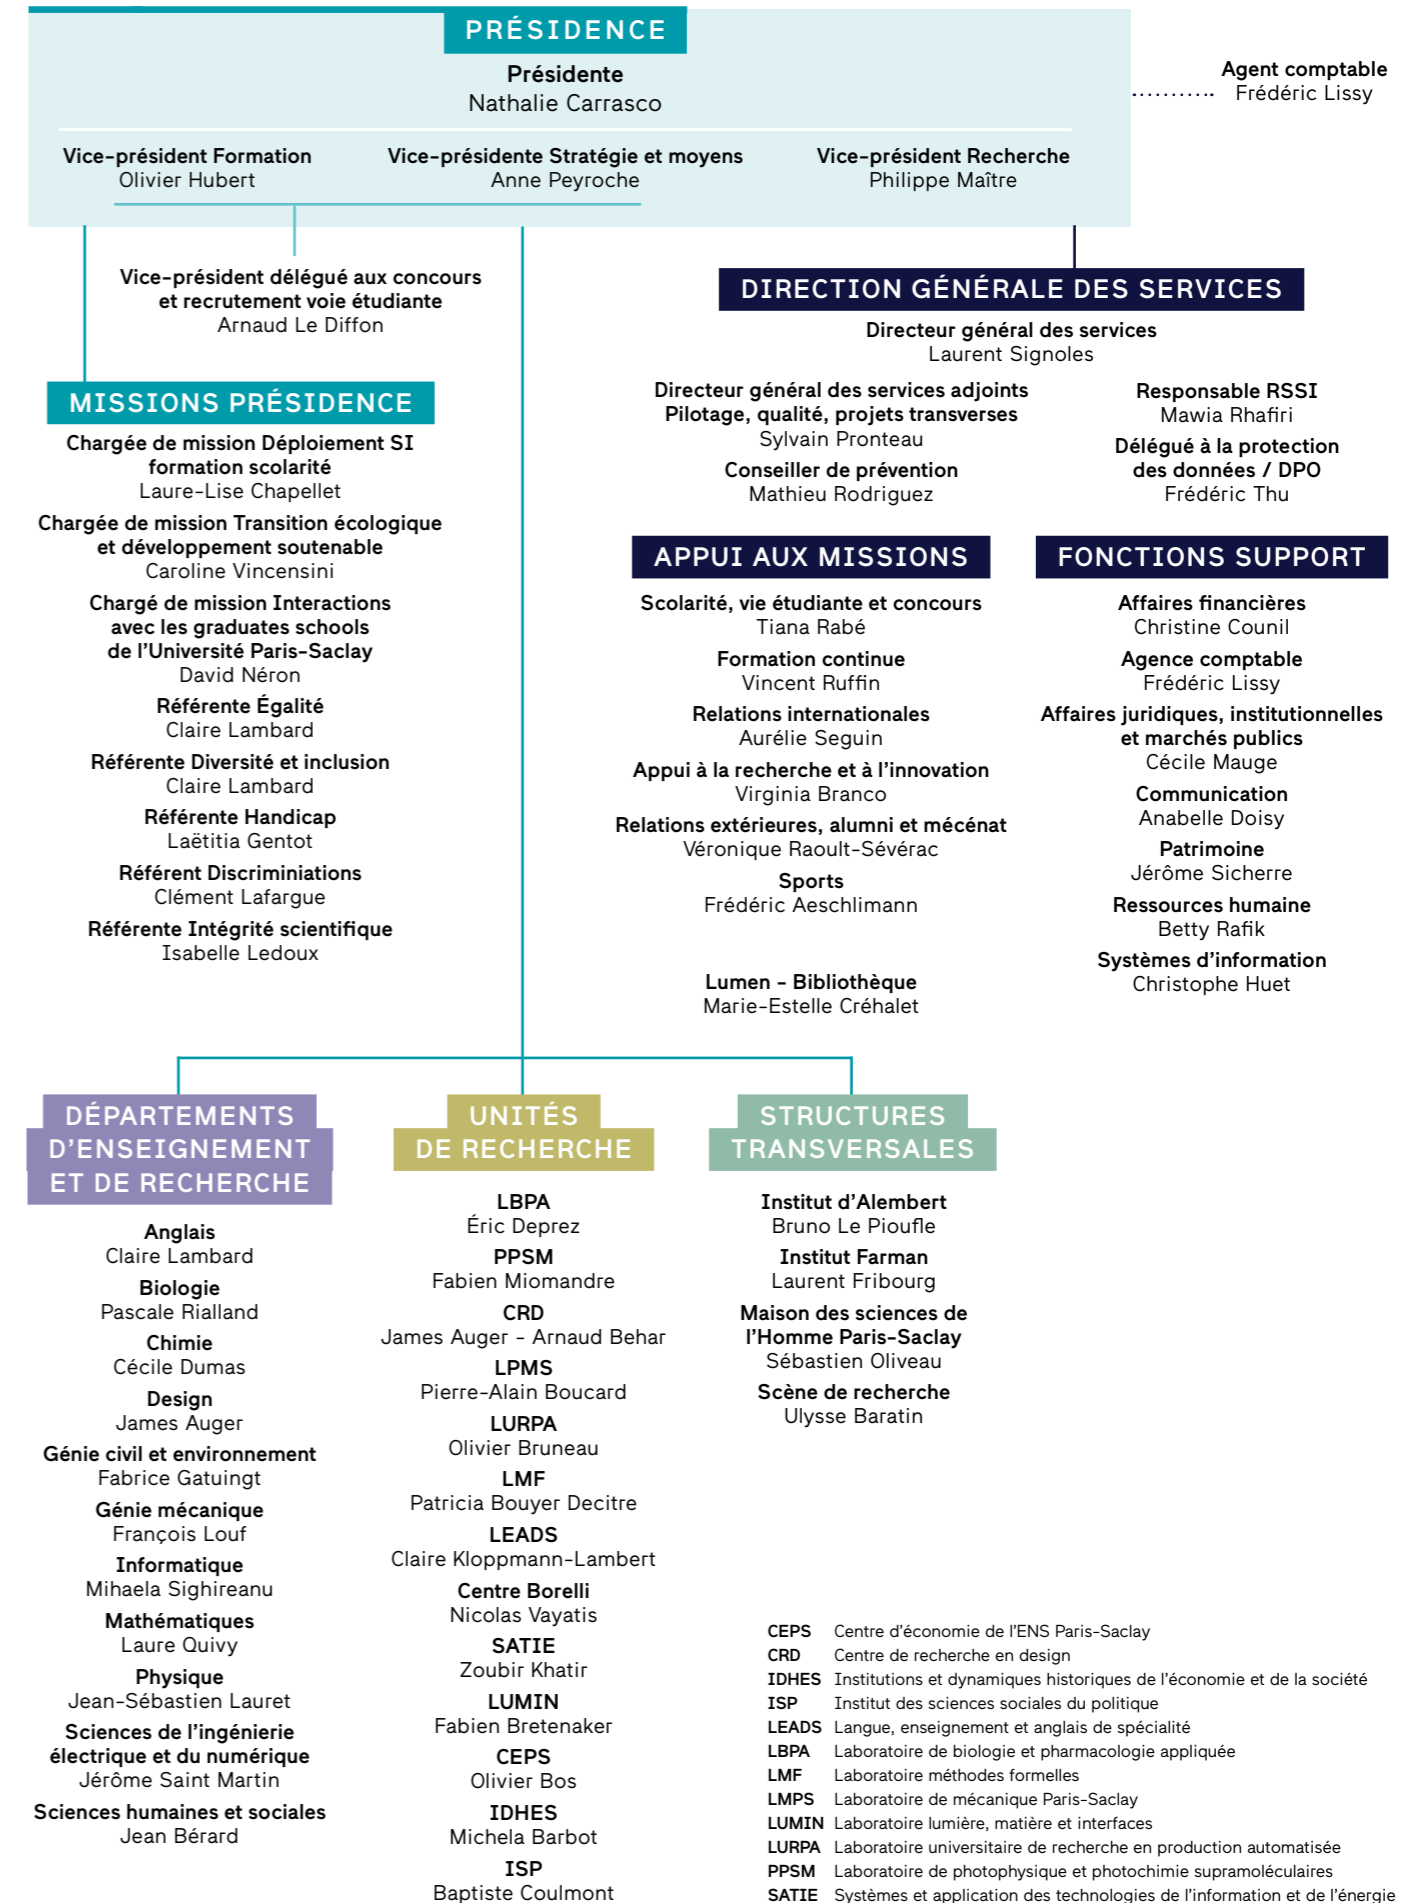 PRÉSIDENCE
Présidente
Nathalie Carrasco
Agent comptable
Frédéric Lissy
Vice-président Formation
Olivier Hubert
Vice-présidente Stratégie et moyens
Anne Peyroche
Vice-président Recherche
Philippe Maître
Vice-président délégué aux concours
et recrutement voie étudiante
Arnaud Le Diffon
MISSIONS PRÉSIDENCE
Chargée de mission Déploiement SI
formation scolarité
Laure-Lise Chapellet
Chargée de mission Transition écologique
et développement soutenable
Caroline Vincensini
Chargé de mission Interactions
avec les graduates schools
de l'Université Paris-Saclay
David Néron
Référente Égalité
Claire Lambard
Référente Diversité et inclusion
Claire Lambard
Référente Handicap
Laëtitia Gentot
Référent Discriminiations
Clément Lafargue
Référente Intégrité scientifique
Isabelle Ledoux
DIRECTION GÉNÉRALE DES SERVICES
Directeur général des services
Laurent Signoles
Directeur général des services adjoints
Pilotage, qualité, projets transverses
Sylvain Pronteau
Conseiller de prévention
Mathieu Rodriguez
Responsable RSSI
Mawia Rhafiri
Délégué à la protection
des données / DPO
Frédéric Thu
APPUI AUX MISSIONS
Scolarité, vie étudiante et concours
Tiana Rabé
Formation continue
Vincent Ruffin
Relations internationales
Aurélie Seguin
Appui à la recherche et à l'innovation
Virginia Branco
Relations extérieures, alumni et mécénat
Véronique Raoult-Sévérac
Sports
Frédéric Aeschlimann
Lumen - Bibliothèque
Marie-Estelle Créhalet
FONCTIONS SUPPORT
Affaires financières
Christine Counil
Agence comptable
Frédéric Lissy
Affaires juridiques, institutionnelles
et marchés publics
Cécile Mauge
Communication
Anabelle Doisy
Patrimoine
Jérôme Sicherre
Ressources humaine
Betty Rafik
Systèmes d'information
Christophe Huet
DÉPARTEMENTS
D'ENSEIGNEMENT
ET DE RECHERCHE
Anglais
Claire Lambard
Biologie
Pascale Rialland
Chimie
Cécile Dumas
Design
James Auger
Génie civil et environnement
Fabrice Gatuingt
Génie mécanique
François Louf
Informatique
Mihaela Sighireanu
Mathématiques
Laure Quivy
Physique
Jean-Sébastien Lauret
Sciences de l'ingénierie
électrique et du numérique
Jérôme Saint Martin
Sciences humaines et sociales
Jean Bérard
UNITÉS
DE RECHERCHE
LBPA
Éric Deprez
PPSM
Fabien Miomandre
CRD
James Auger - Arnaud Behar
LPMS
Pierre-Alain Boucard
LURPA
Olivier Bruneau
LMF
Patricia Bouyer Decitre
LEADS
Claire Kloppmann-Lambert
Centre Borelli
Nicolas Vayatis
SATIE
Zoubir Khatir
LUMIN
Fabien Bretenaker
CEPS
Olivier Bos
IDHES
Michela Barbot
ISP
Baptiste Coulmont
STRUCTURES
TRANSVERSALES
Institut d'Alembert
Bruno Le Pioufle
Institut Farman
Laurent Fribourg
Maison des sciences de
l'Homme Paris-Saclay
Sébastien Oliveau
Scène de recherche
Ulysse Baratin
CEPS Centre d'économie de l'ENS Paris-Saclay
CRD Centre de recherche en design
IDHES Institutions et dynamiques historiques de l'économie et de la société
ISP Institut des sciences sociales du politique
LEADS Langue, enseignement et anglais de spécialité
LBPA Laboratoire de biologie et pharmacologie appliquée
LMF Laboratoire méthodes formelles
LMPS Laboratoire de mécanique Paris-Saclay
LUMIN Laboratoire lumière, matière et interfaces
LURPA Laboratoire universitaire de recherche en production automatisée
PPSM Laboratoire de photophysique et photochimie supramoléculaires
SATIE Systèmes et application des technologies de l'information et de l'énergie